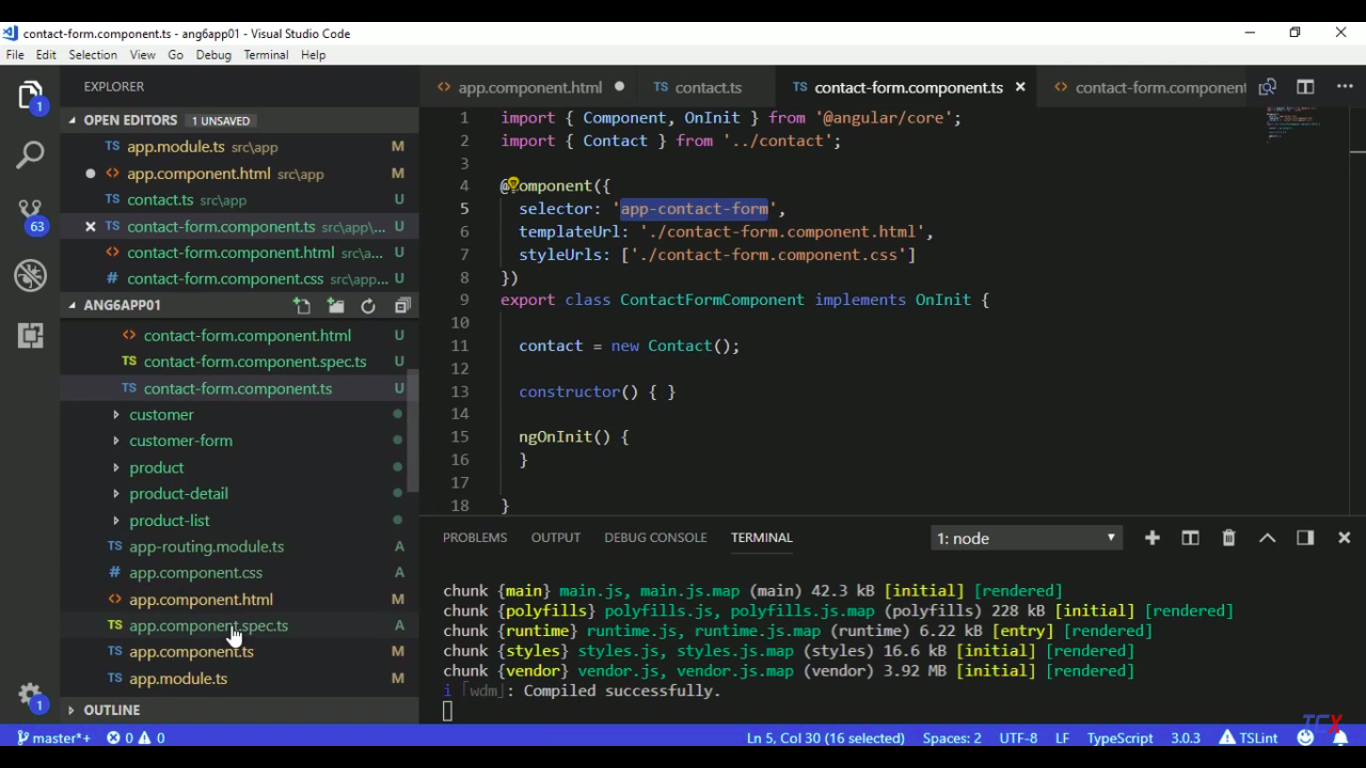 contact-form.component.ts - ang6app01 - Visual Studio Code
File Edit Selection View Go Debug Terminal Help
EXPLORER
OPEN EDITORS 1 UNSAVED
TS app.module.ts src\app M
<> app.component.html src\app M
TS contact.ts src\app U
TS contact-form.component.ts src\app\... U
<> contact-form.component.html src\a... U
# contact-form.component.css src\app... U
ANG6APP01
<> contact-form.component.html U
TS contact-form.component.spec.ts U
TS contact-form.component.ts U
customer
customer-form
product
product-detail
product-list
TS app-routing.module.ts A
# app.component.css A
<> app.component.html M
TS app.component.spec.ts A
TS app.component.ts M
TS app.module.ts M
OUTLINE
1
63
1
<> app.component.html TS contact.ts TS contact-form.component.ts <> contact-form.component
1 import { Component, OnInit } from '@angular/core';
2 import { Contact } from '../contact';
3
4 @Component({
5 selector: 'app-contact-form',
6 templateUrl: './contact-form.component.html',
7 styleUrls: ['./contact-form.component.css']
8 })
9 export class ContactFormComponent implements OnInit {
10
11 contact = new Contact();
12
13 constructor() { }
14
15 ngOnInit() {
16 }
17
18 }
PROBLEMS OUTPUT DEBUG CONSOLE TERMINAL 1: node
chunk {main} main.js, main.js.map (main) 42.3 kB [initial] [rendered]
chunk {polyfills} polyfills.js, polyfills.js.map (polyfills) 228 kB [initial] [rendered]
chunk {runtime} runtime.js, runtime.js.map (runtime) 6.22 kB [entry] [rendered]
chunk {styles} styles.js, styles.js.map (styles) 16.6 kB [initial] [rendered]
chunk {vendor} vendor.js, vendor.js.map (vendor) 3.92 MB [initial] [rendered]
i ｢wdm｣: Compiled successfully.
TCX
master*+ 0 0 Ln 5, Col 30 (16 selected) Spaces: 2 UTF-8 LF TypeScript 3.0.3 TSLint